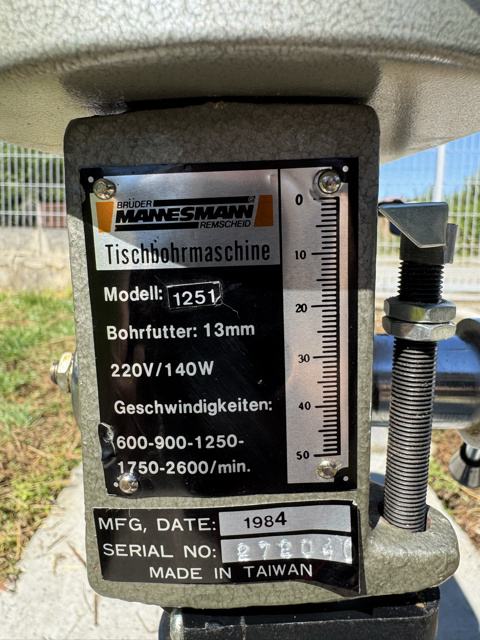 BRÜDER
MANNESMANN
REMSCHEID
Tischbohrmaschine
Modell: 1251
Bohrfutter: 13mm
220V/140W
Geschwindigkeiten:
600-900-1250-
1750-2600/min.
0
10
20
30
40
50
MFG, DATE: 1984
SERIAL NO:
MADE IN TAIWAN